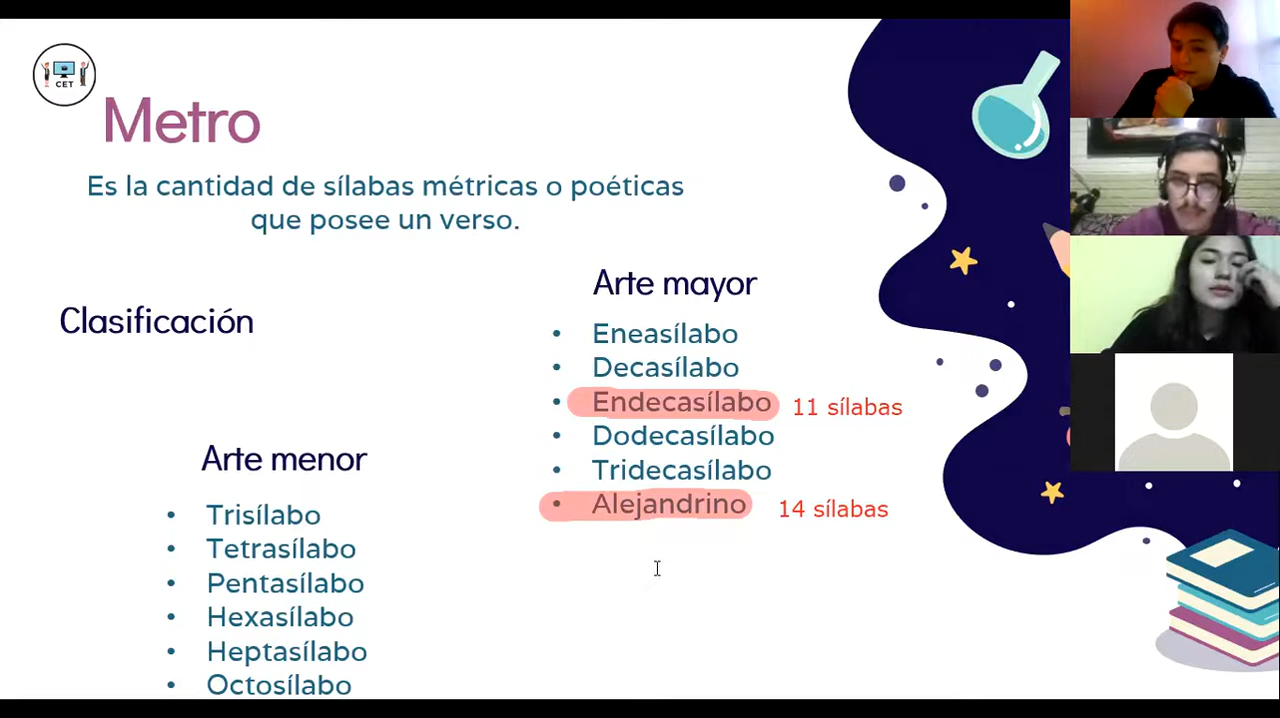 CET
Metro
Es la cantidad de sílabas métricas o poéticas
que posee un verso.
Clasificación
Arte mayor
• Eneasílabo
• Decasílabo
• Endecasílabo 11 sílabas
• Dodecasílabo
• Tridecasílabo
• Alejandrino 14 sílabas
Arte menor
• Trisílabo
• Tetrasílabo
• Pentasílabo
• Hexasílabo
• Heptasílabo
• Octosílabo